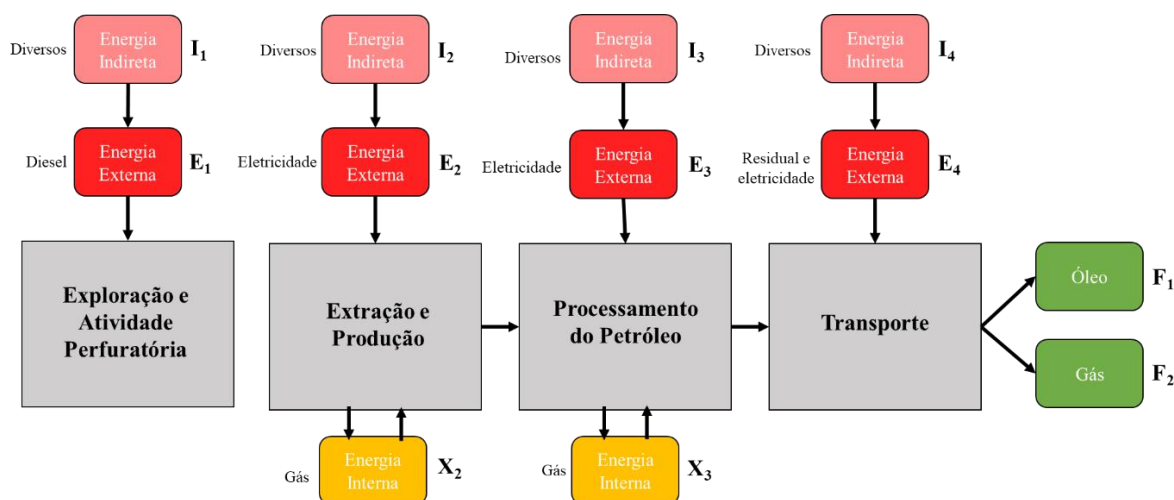 Diversos
Energia
Indireta
I1
Diversos
Energia
Indireta
I2
Diversos
Energia
Indireta
I3
Diversos
Energia
Indireta
I4
Diesel
Energia
Externa
E1
Eletricidade
Energia
Externa
E2
Eletricidade
Energia
Externa
E3
Residual e
eletricidade
Energia
Externa
E4
Exploração e
Atividade
Perfuratória
Extração e
Produção
Processamento
do Petróleo
Transporte
Óleo
F1
Gás
F2
Gás
Energia
Interna
X2
Gás
Energia
Interna
X3